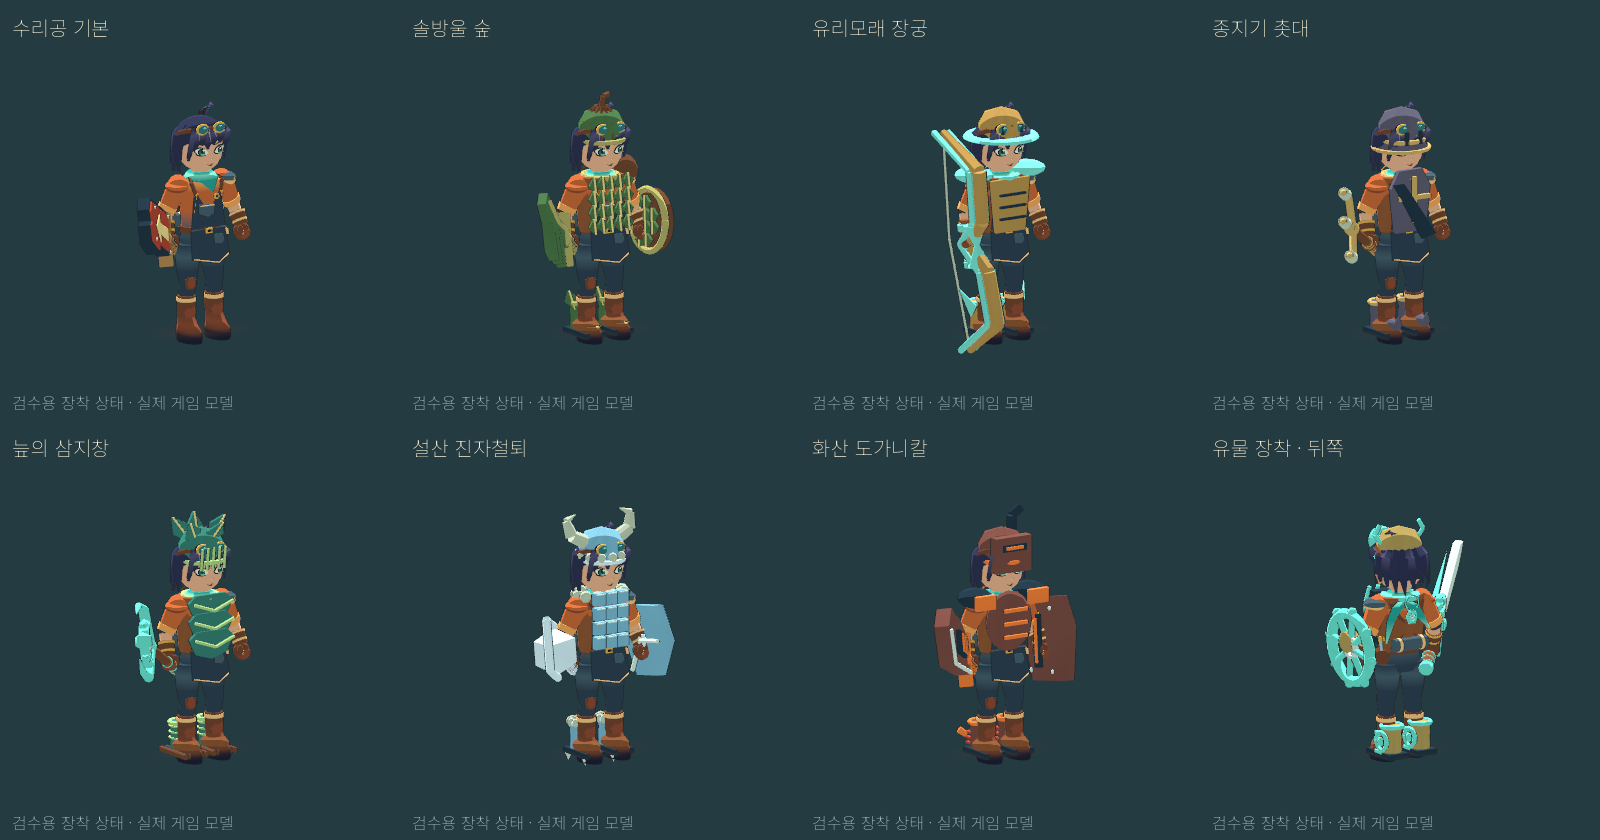 수리공 기본
솔방울 숲
유리모래 장궁
종지기 촛대
검수용 장착 상태 · 실제 게임 모델
검수용 장착 상태 · 실제 게임 모델
검수용 장착 상태 · 실제 게임 모델
검수용 장착 상태 · 실제 게임 모델
늪의 삼지창
설산 진자철퇴
화산 도가니칼
유물 장착 · 뒤쪽
검수용 장착 상태 · 실제 게임 모델
검수용 장착 상태 · 실제 게임 모델
검수용 장착 상태 · 실제 게임 모델
검수용 장착 상태 · 실제 게임 모델